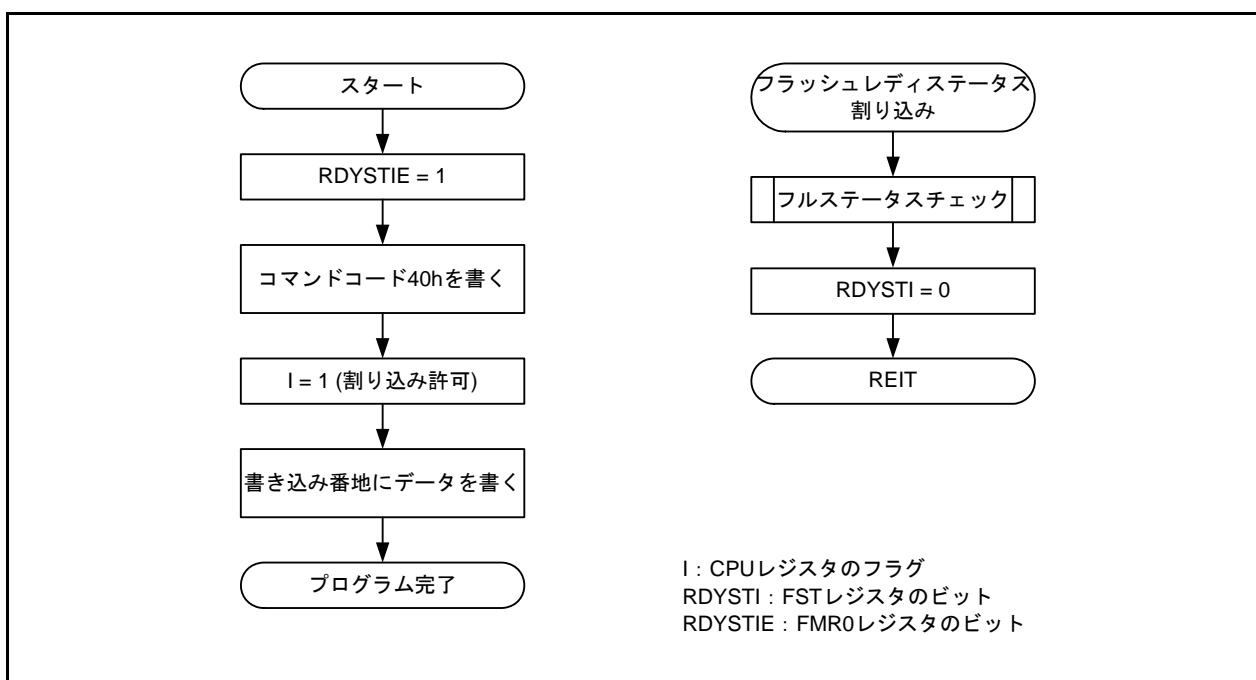 スタート
RDYSTIE = 1
コマンドコード40hを書く
I = 1 (割り込み許可)
書き込み番地にデータを書く
プログラム完了
フラッシュレディステータス
割り込み
フルステータスチェック
RDYSTI = 0
REIT
I：CPUレジスタのフラグ
RDYSTI：FSTレジスタのビット
RDYSTIE：FMR0レジスタのビット